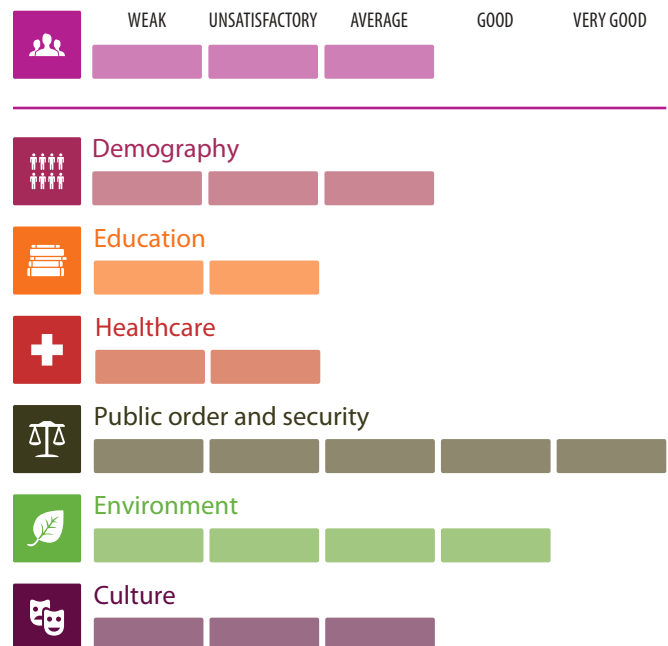 WEAK UNSATISFACTORY AVERAGE GOOD VERY GOOD
Demography
Education
Healthcare
Public order and security
Environment
Culture